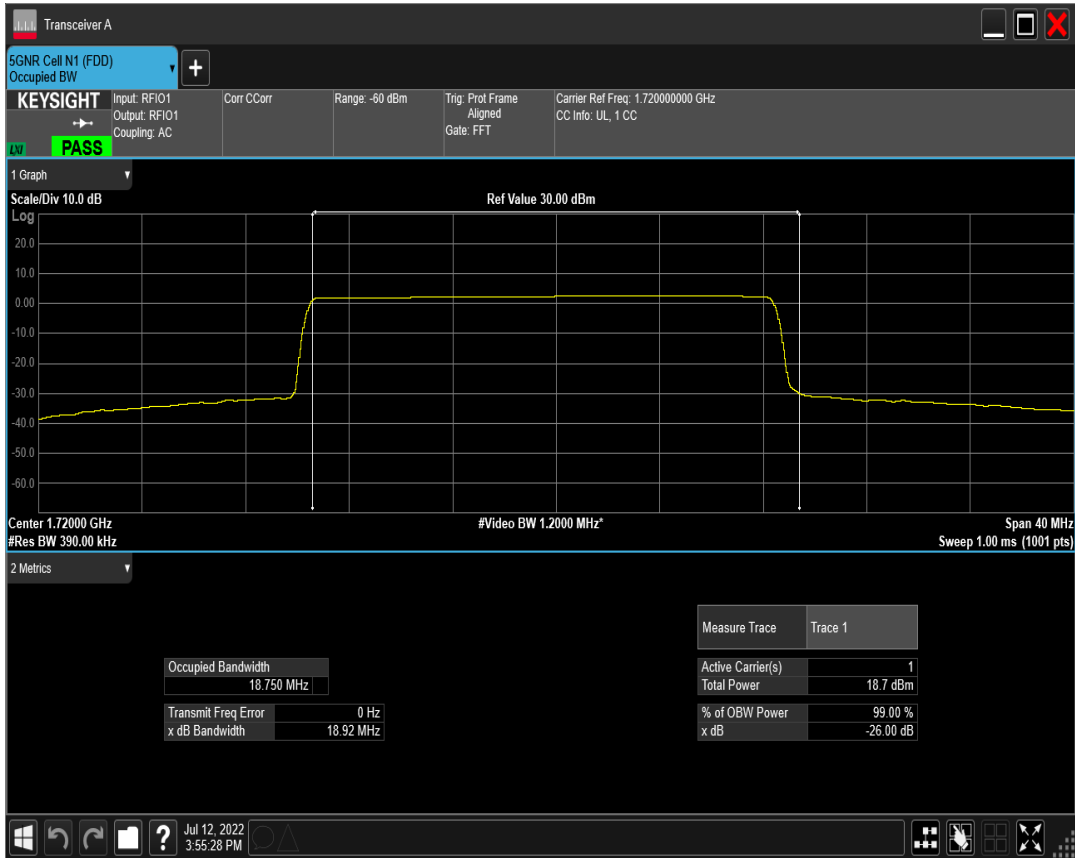 Transceiver A
5GNR Cell N1 (FDD)
Occupied BW
+
KEYSIGHT
LXI
PASS
Input: RFIO1
Output: RFIO1
Coupling: AC
Corr CCorr
Range: -60 dBm
Trig: Prot Frame
Aligned
Gate: FFT
Carrier Ref Freq: 1.720000000 GHz
CC Info: UL, 1 CC
1 Graph
Scale/Div 10.0 dB
Ref Value 30.00 dBm
Log
20.0
10.0
0.00
-10.0
-20.0
-30.0
-40.0
-50.0
-60.0
Center 1.72000 GHz
#Video BW 1.2000 MHz*
Span 40 MHz
#Res BW 390.00 kHz
Sweep 1.00 ms (1001 pts)
2 Metrics
Measure Trace Trace 1
Occupied Bandwidth
18.750 MHz
Active Carrier(s) 1
Total Power 18.7 dBm
Transmit Freq Error 0 Hz
x dB Bandwidth 18.92 MHz
% of OBW Power 99.00 %
x dB -26.00 dB
?
Jul 12, 2022
3:55:28 PM